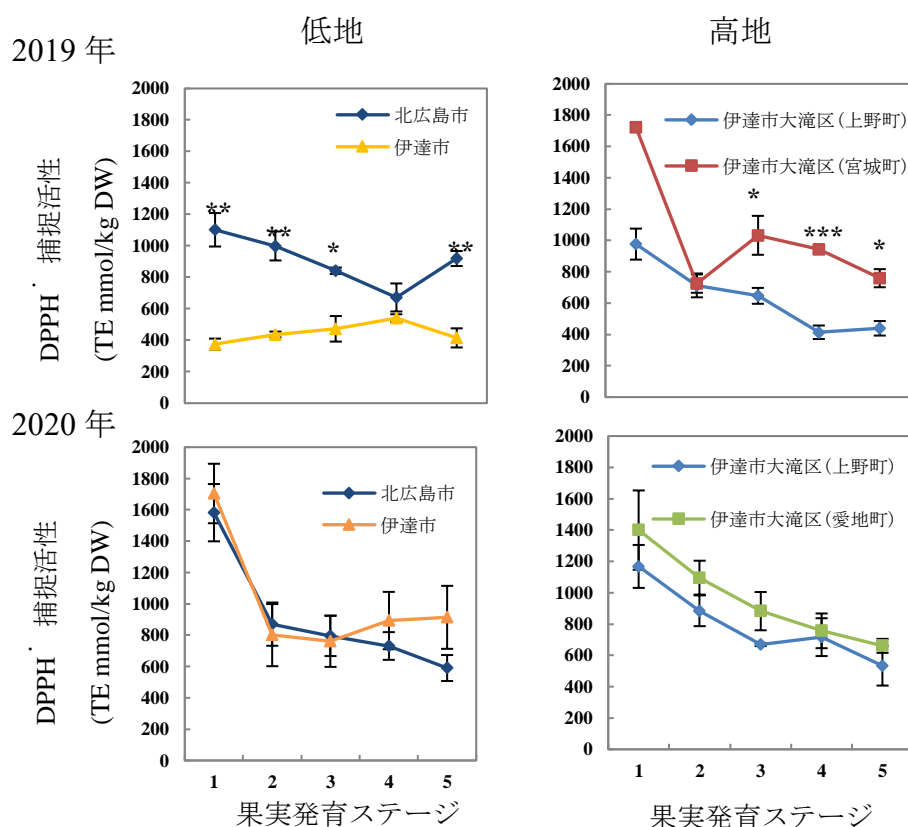 低地
高地
2019 年
DPPH˙ 捕捉活性
(TE mmol/kg DW)
2000
1800
1600
1400
1200
1000
800
600
400
200
0
北広島市
伊達市
**
**
*
**
2000
1800
1600
1400
1200
1000
800
600
400
200
0
伊達市大滝区(上野町)
伊達市大滝区(宮城町)
*
***
*
2020 年
DPPH˙ 捕捉活性
(TE mmol/kg DW)
2000
1800
1600
1400
1200
1000
800
600
400
200
0
北広島市
伊達市
1 2 3 4 5
果実発育ステージ
2000
1800
1600
1400
1200
1000
800
600
400
200
0
伊達市大滝区(上野町)
伊達市大滝区(愛地町)
1 2 3 4 5
果実発育ステージ